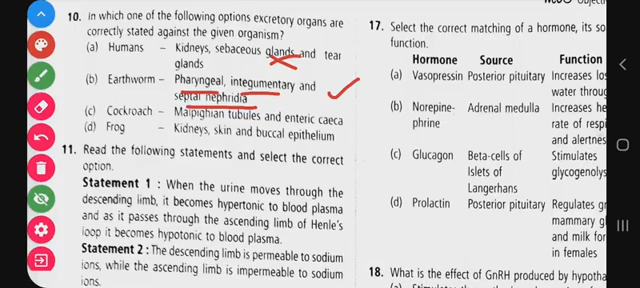 10. In which one of the following options excretory organs are
correctly stated against the given organism?
(a) Humans – Kidneys, sebaceous glands and tear
glands
(b) Earthworm – Pharyngeal, integumentary and
septal nephridia
(c) Cockroach – Malpighian tubules and enteric caeca
(d) Frog – Kidneys, skin and buccal epithelium
11. Read the following statements and select the correct
option.
Statement 1 : When the urine moves through the
descending limb, it becomes hypertonic to blood plasma
and as it passes through the ascending limb of Henle's
loop it becomes hypotonic to blood plasma.
Statement 2 : The descending limb is permeable to sodium
ions, while the ascending limb is impermeable to sodium
ions.
17. Select the correct matching of a hormone, its so
function.
Hormone Source Function
(a) Vasopressin Posterior pituitary Increases los
water throug
(b) Norepine- Adrenal medulla Increases he
phrine rate of respi
and alertnes
(c) Glucagon Beta-cells of Stimulates
Islets of glycogenolys
Langerhans
(d) Prolactin Posterior pituitary Regulates gr
mammary gl
and milk for
in females
18. What is the effect of GnRH produced by hypotha